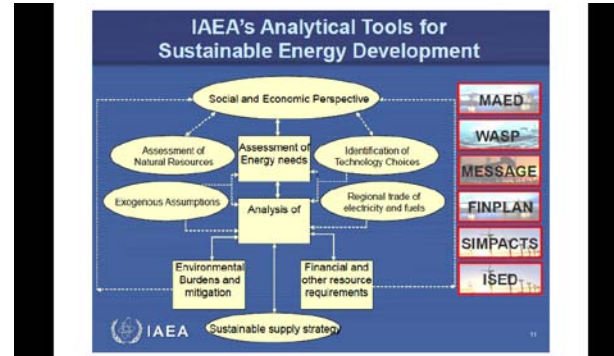 IAEA's Analytical Tools for
Sustainable Energy Development
Social and Economic Perspective
Assessment of
Natural Resources
Assessment of
Energy needs
Identification of
Technology Choices
Exogenous Assumptions
Analysis of
Regional trade of
electricity and fuels
Environmental
Burdens and
mitigation
Financial and
other resource
requirements
Sustainable supply strategy
MAED
WASP
MESSAGE
FINPLAN
SIMPACTS
ISED
IAEA
11